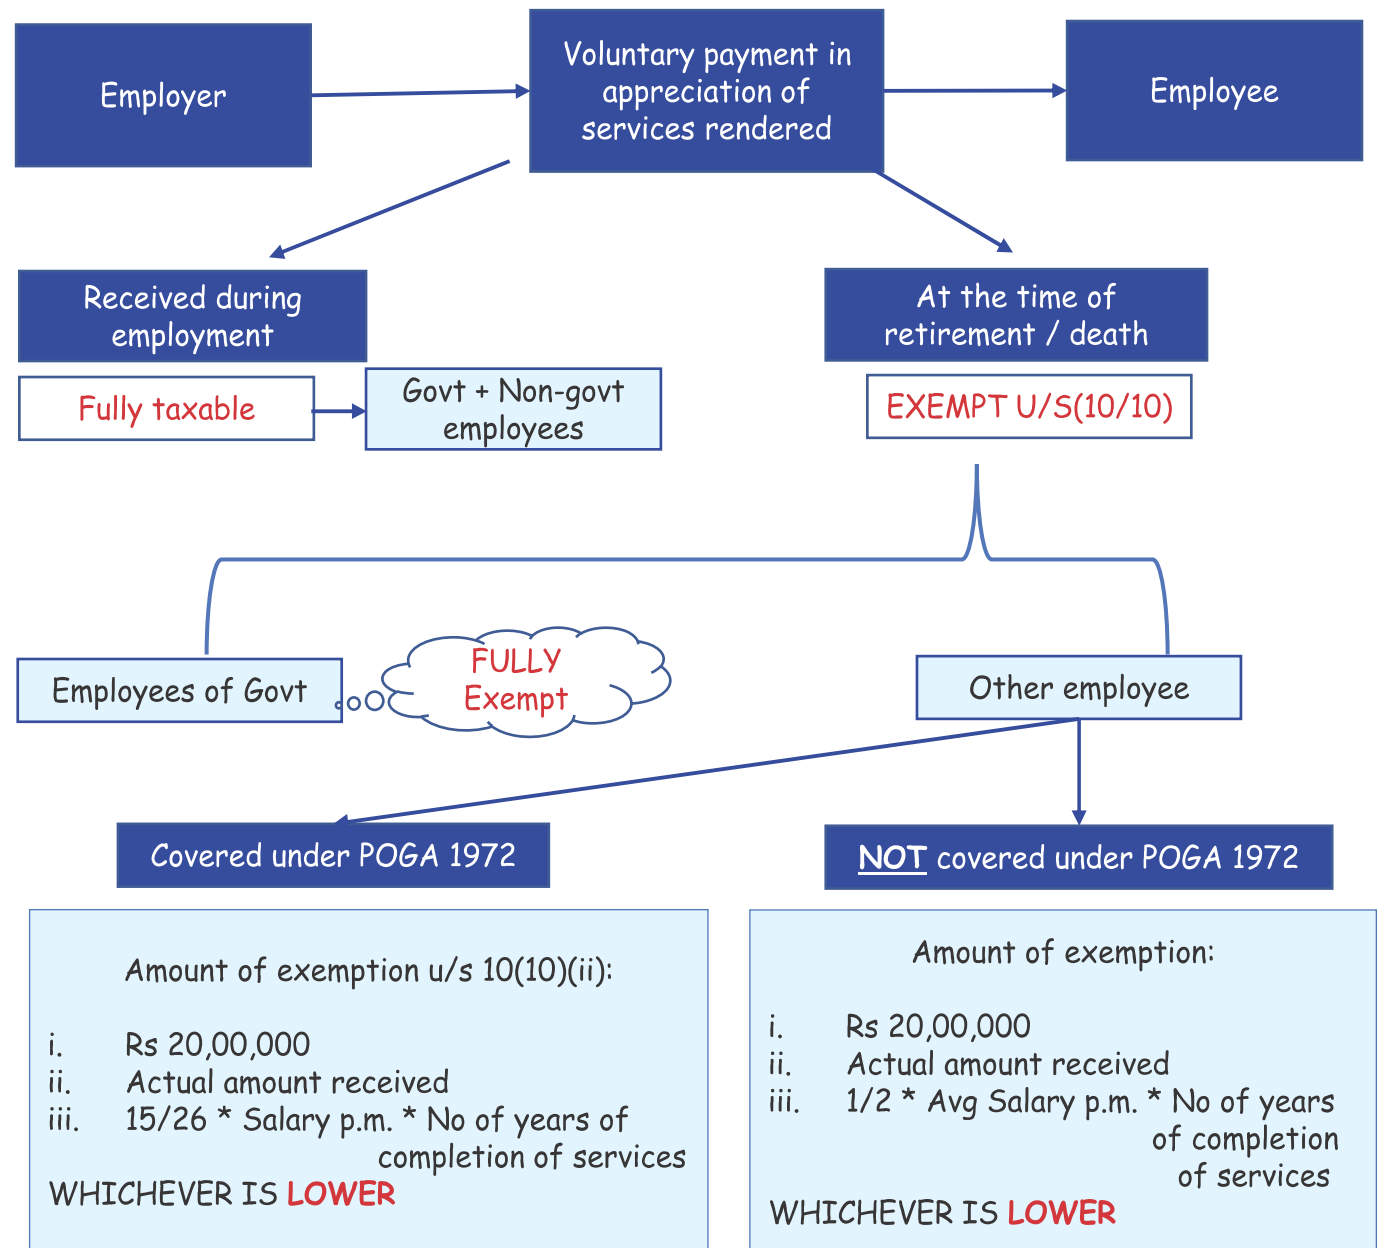 Employer
Voluntary payment in
appreciation of
services rendered
Employee
Received during
employment
At the time of
retirement / death
Fully taxable
Govt + Non-govt
employees
EXEMPT U/S(10/10)
Employees of Govt
FULLY
Exempt
Other employee
Covered under POGA 1972
NOT covered under POGA 1972
Amount of exemption u/s 10(10)(ii):
i. Rs 20,00,000
ii. Actual amount received
iii. 15/26 * Salary p.m. * No of years of
completion of services
WHICHEVER IS LOWER
Amount of exemption:
i. Rs 20,00,000
ii. Actual amount received
iii. 1/2 * Avg Salary p.m. * No of years
of completion
of services
WHICHEVER IS LOWER